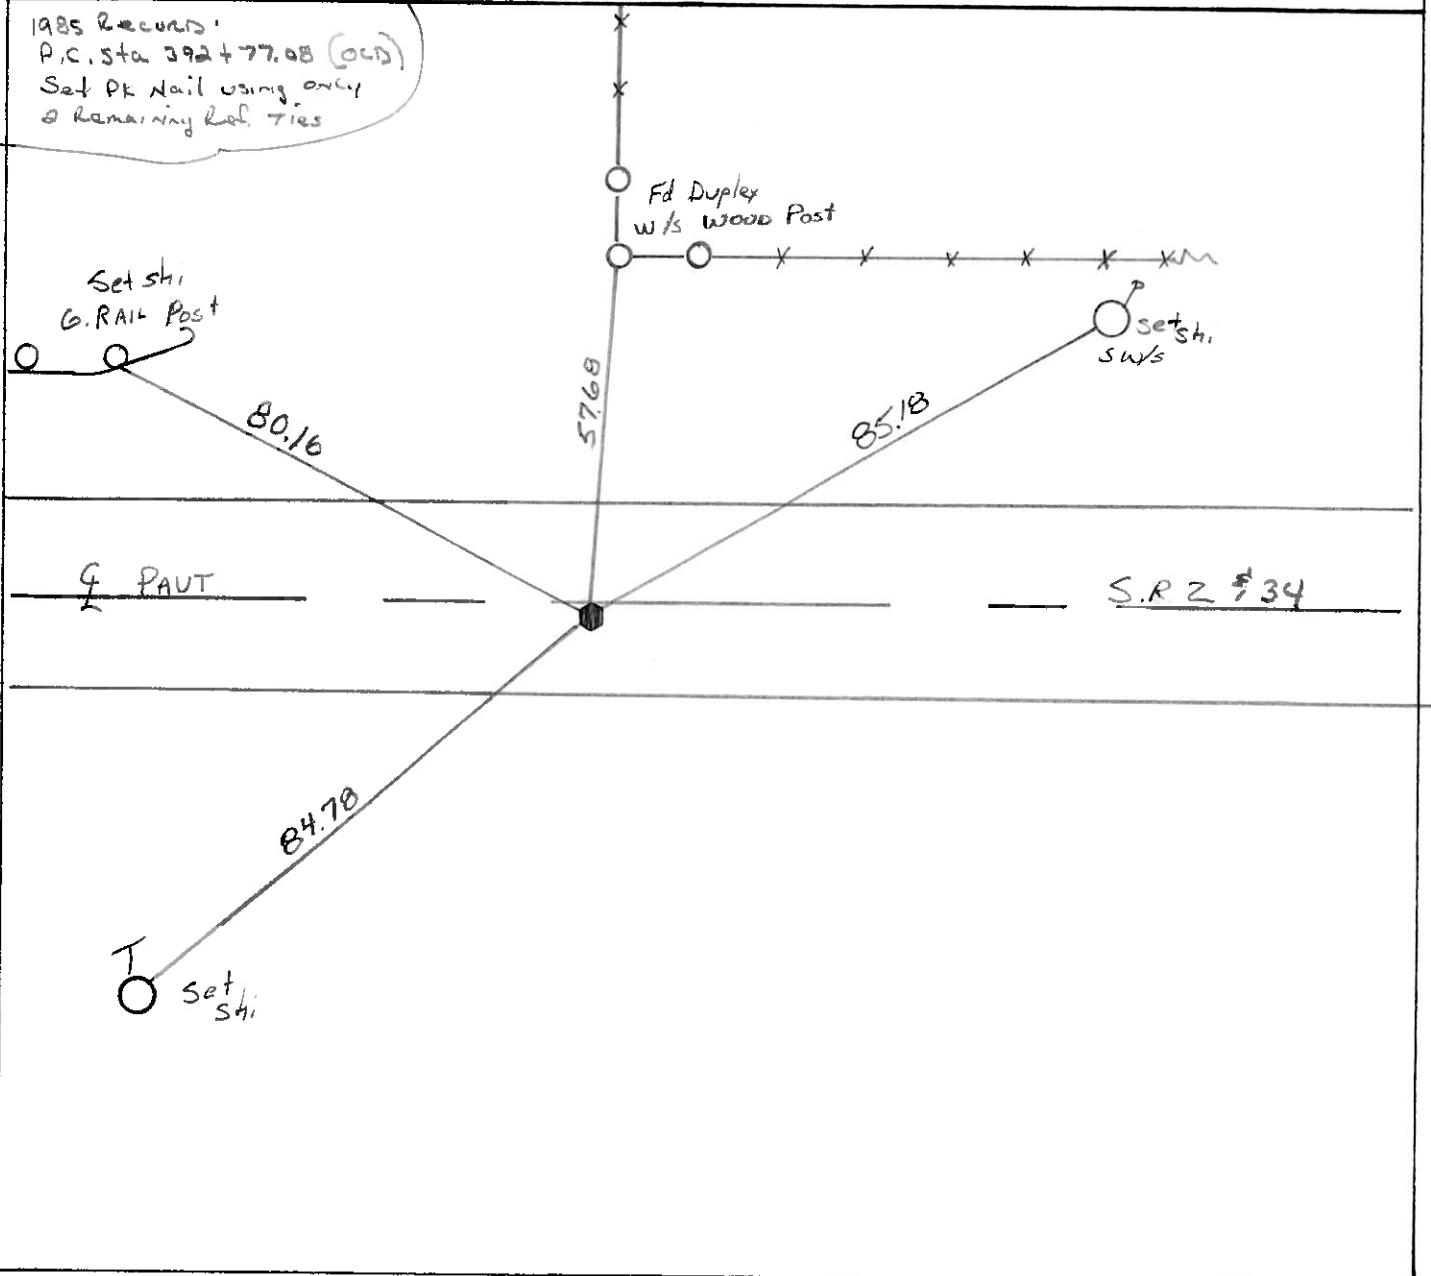 1985 Record:
P.C. Sta 392+77.08 (OLD)
Set PK Nail using only
2 Remaining Ref. Ties
Fd Duplex
w/s WOOD Post
Set shi
G. RAIL Post
P
Set shi
SW/s
57.68
80.16
85.18
℄ PAVT
S.R 2 & 34
84.78
T
Set
shi